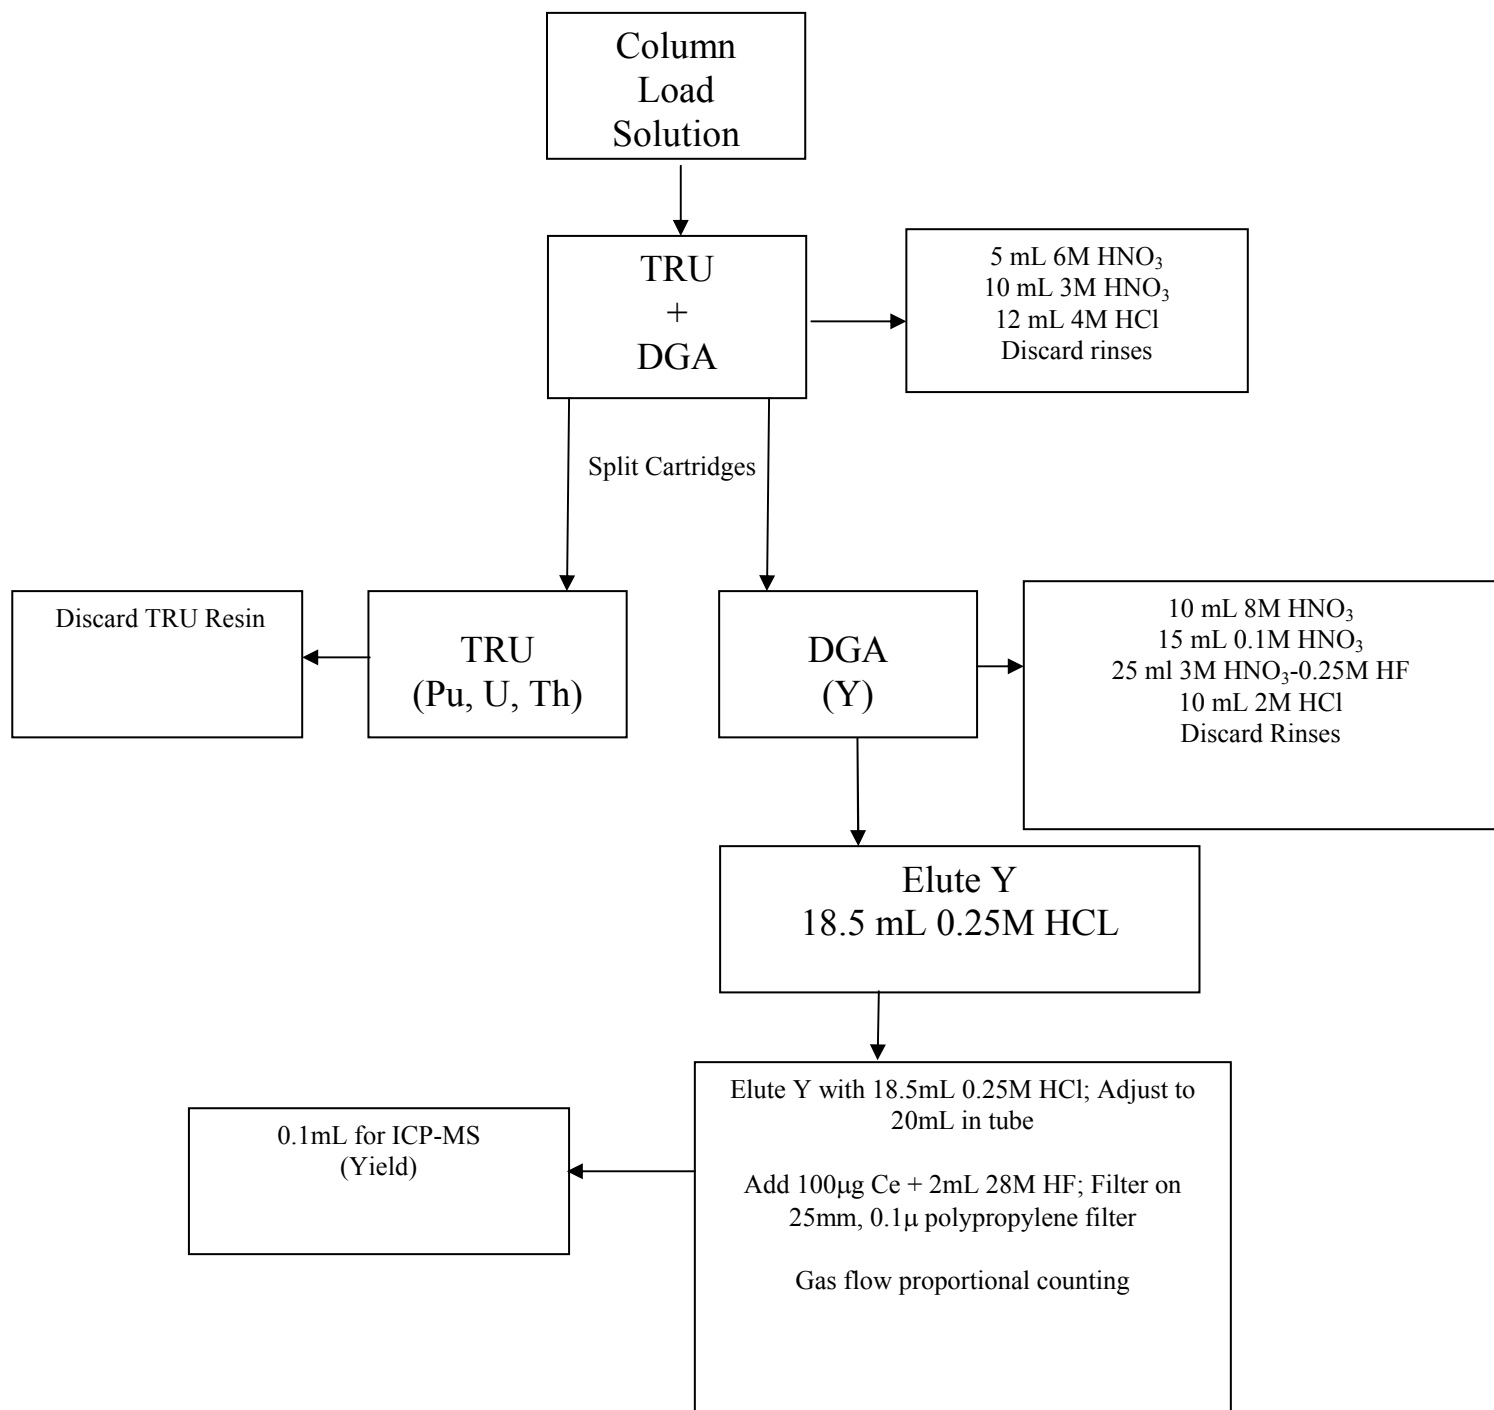 Column
Load
Solution
TRU
+
DGA
5 mL 6M HNO₃
10 mL 3M HNO₃
12 mL 4M HCl
Discard rinses
Split Cartridges
Discard TRU Resin
TRU
(Pu, U, Th)
DGA
(Y)
10 mL 8M HNO₃
15 mL 0.1M HNO₃
25 ml 3M HNO₃-0.25M HF
10 mL 2M HCl
Discard Rinses
Elute Y
18.5 mL 0.25M HCL
0.1mL for ICP-MS
(Yield)
Elute Y with 18.5mL 0.25M HCl; Adjust to
20mL in tube
Add 100μg Ce + 2mL 28M HF; Filter on
25mm, 0.1μ polypropylene filter
Gas flow proportional counting